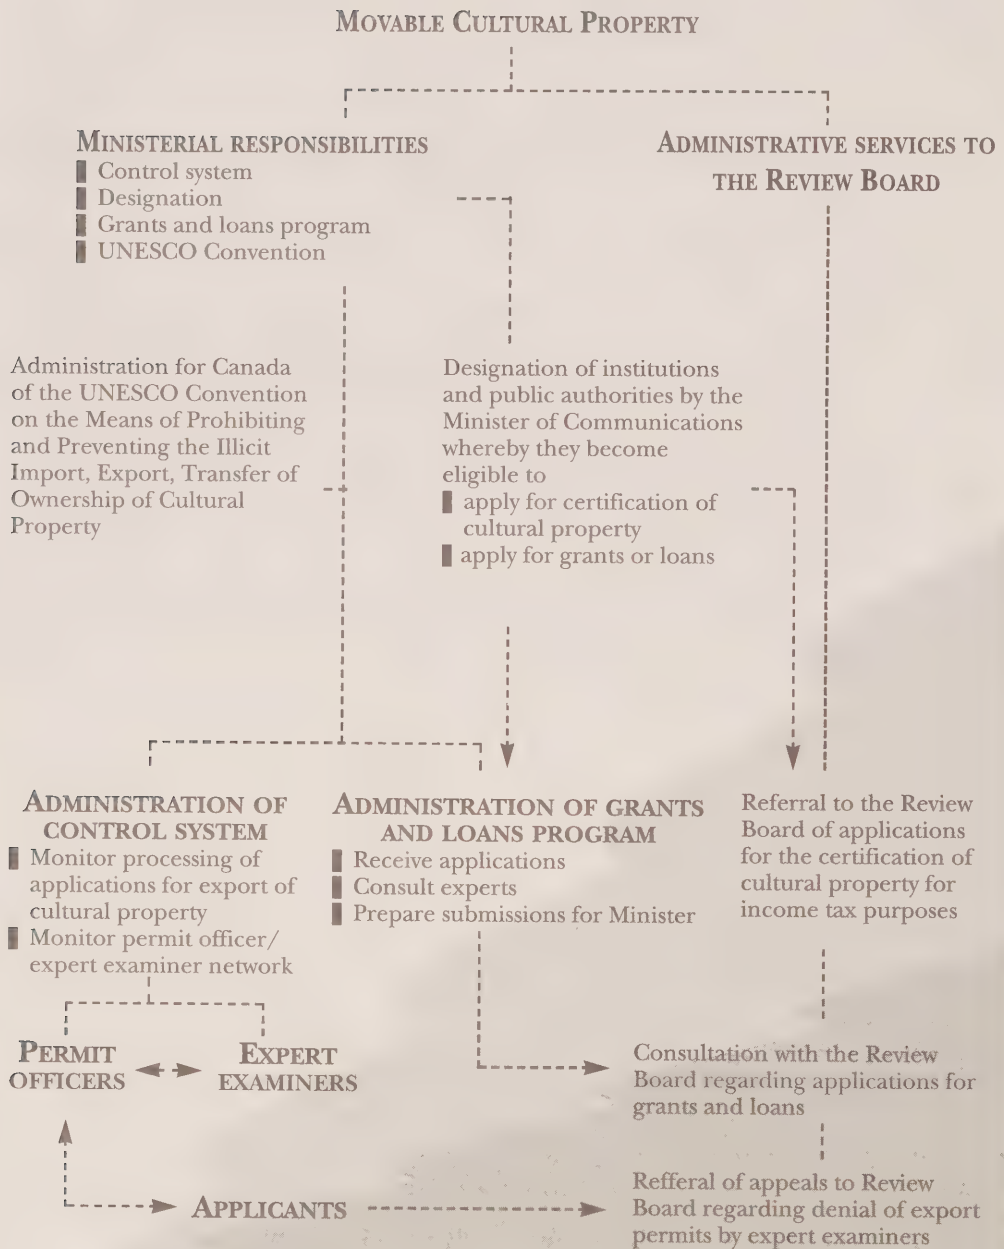 MOVABLE CULTURAL PROPERTY
MINISTERIAL RESPONSIBILITIES
Control system
Designation
Grants and loans program
UNESCO Convention
ADMINISTRATIVE SERVICES TO
THE REVIEW BOARD
Administration for Canada
of the UNESCO Convention
on the Means of Prohibiting
and Preventing the Illicit
Import, Export, Transfer of
Ownership of Cultural
Property
Designation of institutions
and public authorities by the
Minister of Communications
whereby they become
eligible to
apply for certification of
cultural property
apply for grants or loans
ADMINISTRATION OF
CONTROL SYSTEM
Monitor processing of
applications for export of
cultural property
Monitor permit officer/
expert examiner network
ADMINISTRATION OF GRANTS
AND LOANS PROGRAM
Receive applications
Consult experts
Prepare submissions for Minister
Referral to the Review
Board of applications
for the certification of
cultural property for
income tax purposes
PERMIT
OFFICERS
EXPERT
EXAMINERS
Consultation with the Review
Board regarding applications for
grants and loans
APPLICANTS
Refferal of appeals to Review
Board regarding denial of export
permits by expert examiners